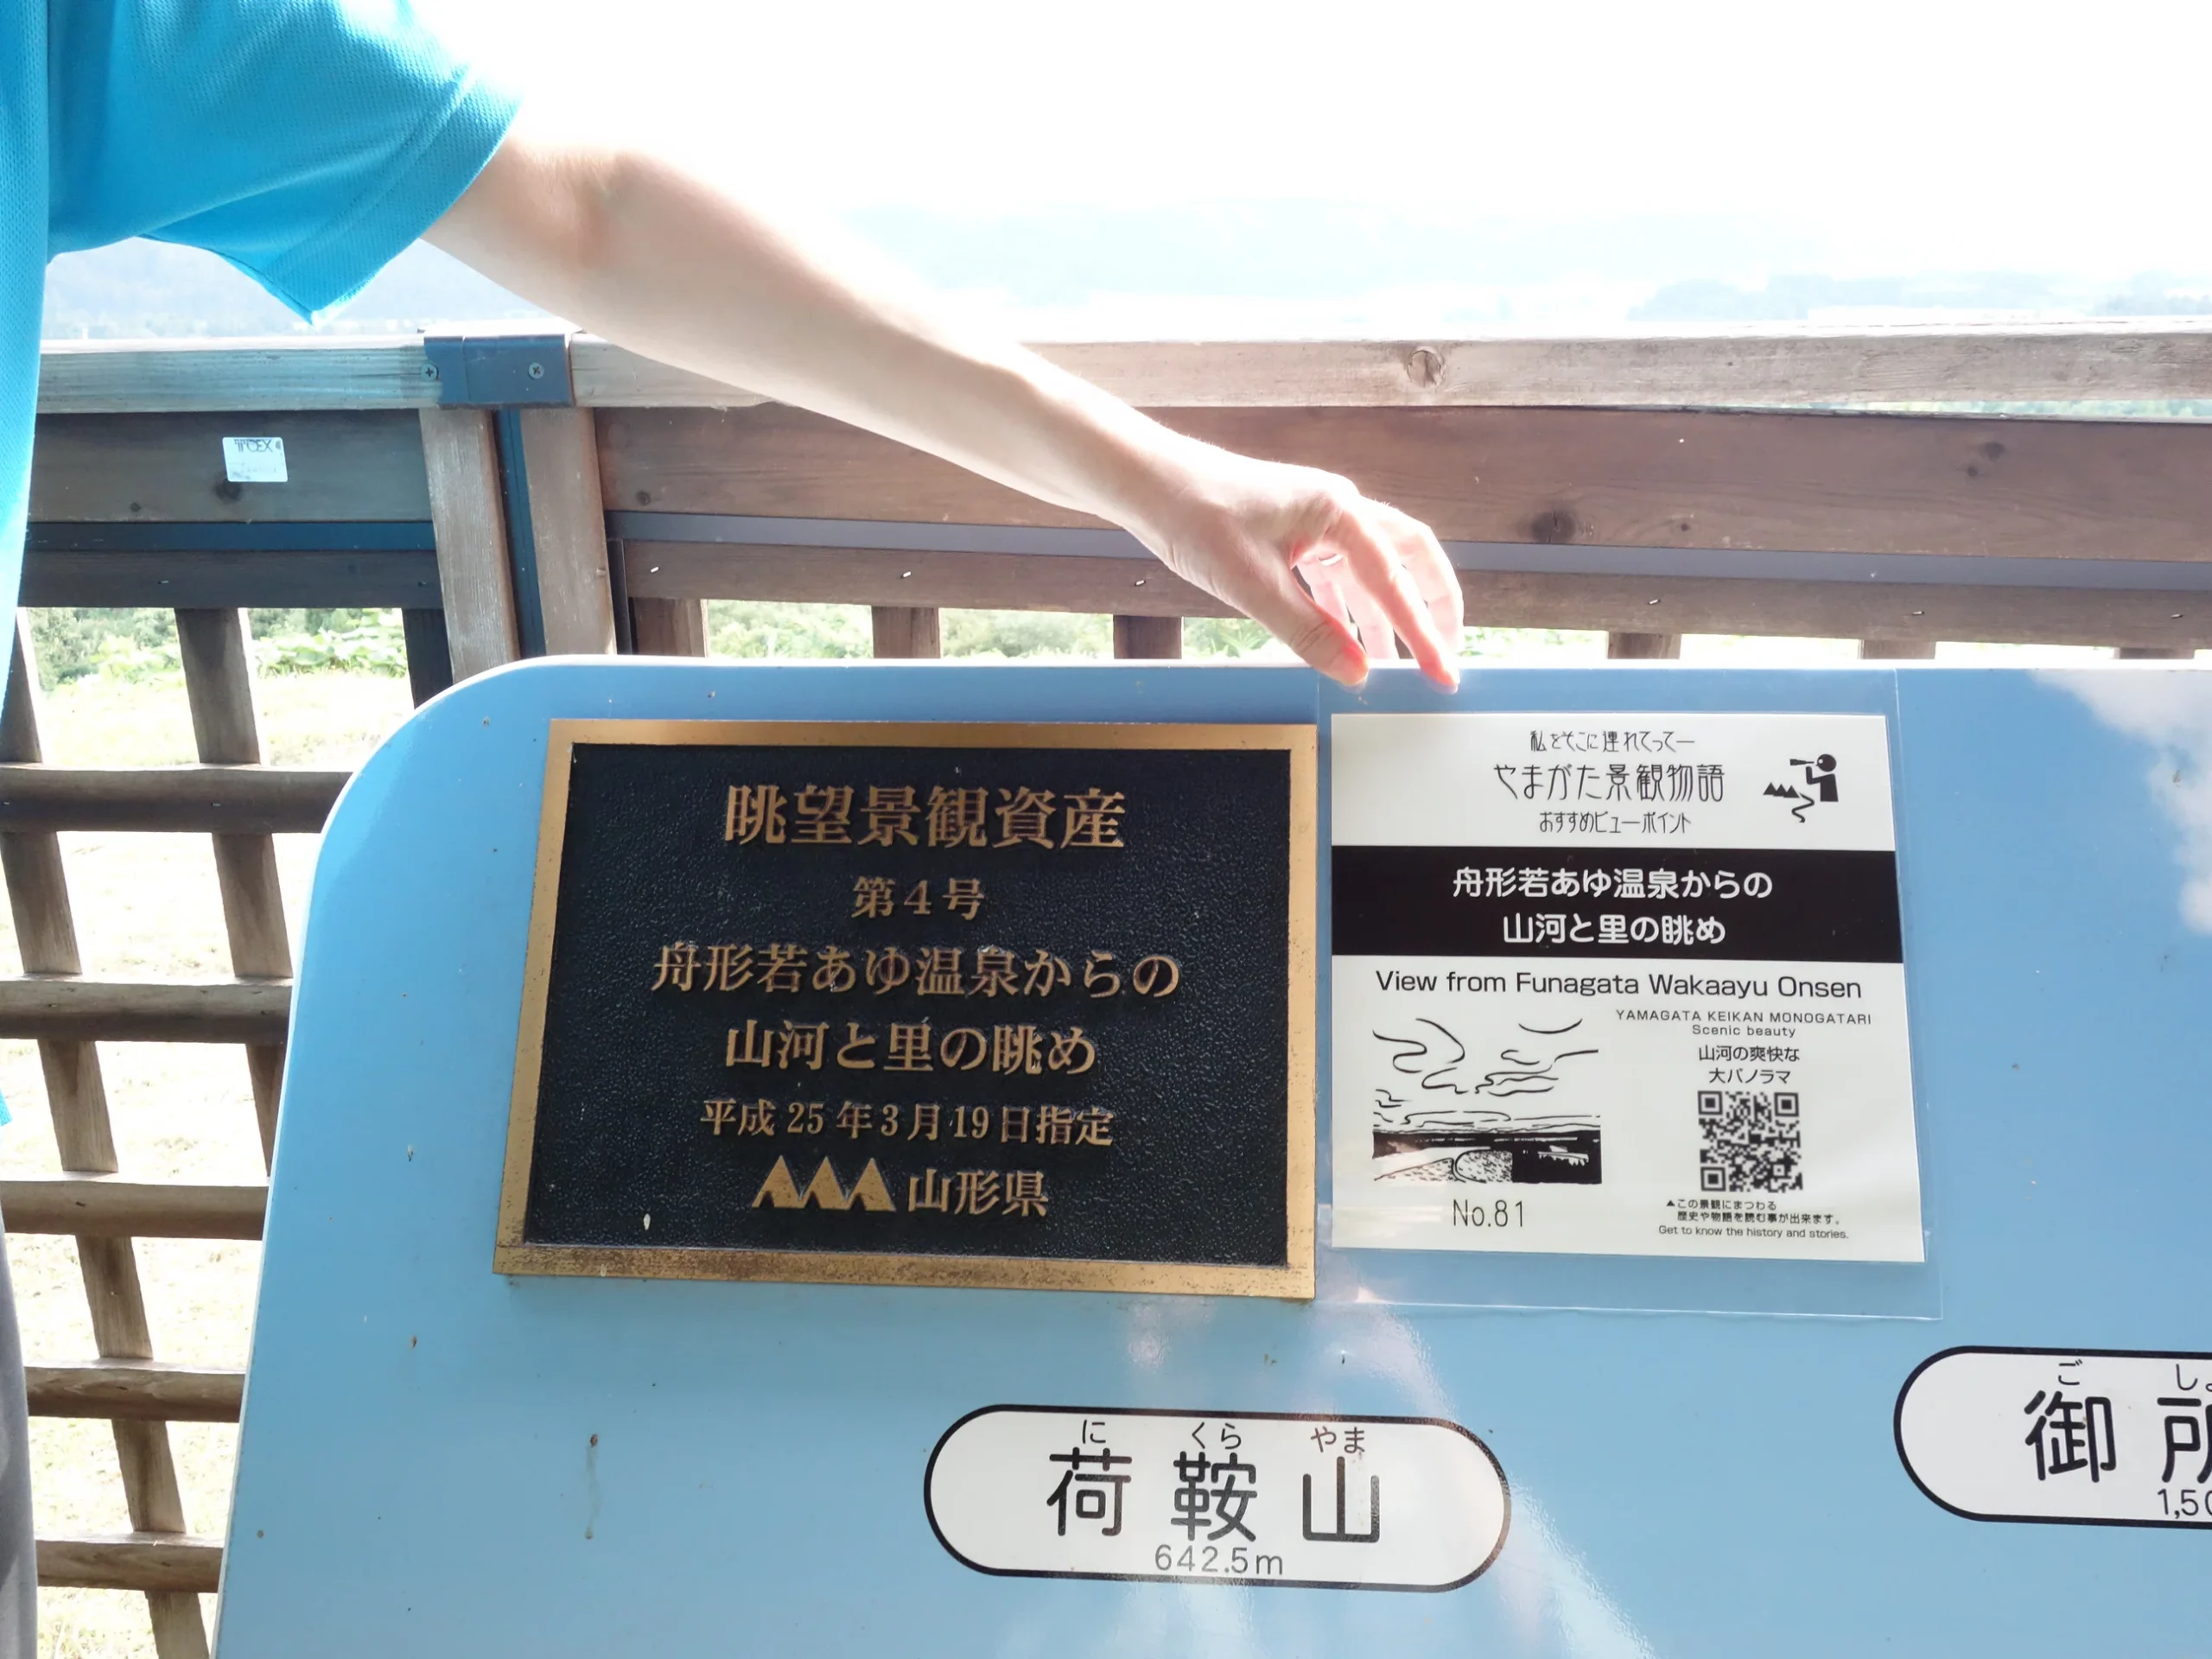 眺望景観資産
第4号
舟形若あゆ温泉からの
山河と里の眺め
平成25年3月19日指定
山形県
私をそこに連れてって―
やまがた景観物語
おすすめビューポイント
舟形若あゆ温泉からの
山河と里の眺め
View from Funagata Wakaayu Onsen
YAMAGATA KEIKAN MONOGATARI
Scenic beauty
山河の爽快な
大パノラマ
No.81
▲この景観にまつわる
歴史や物語を読む事が出来ます。
Get to know the history and stories.
に くら やま
荷鞍山
642.5m
ご
御所
1,50